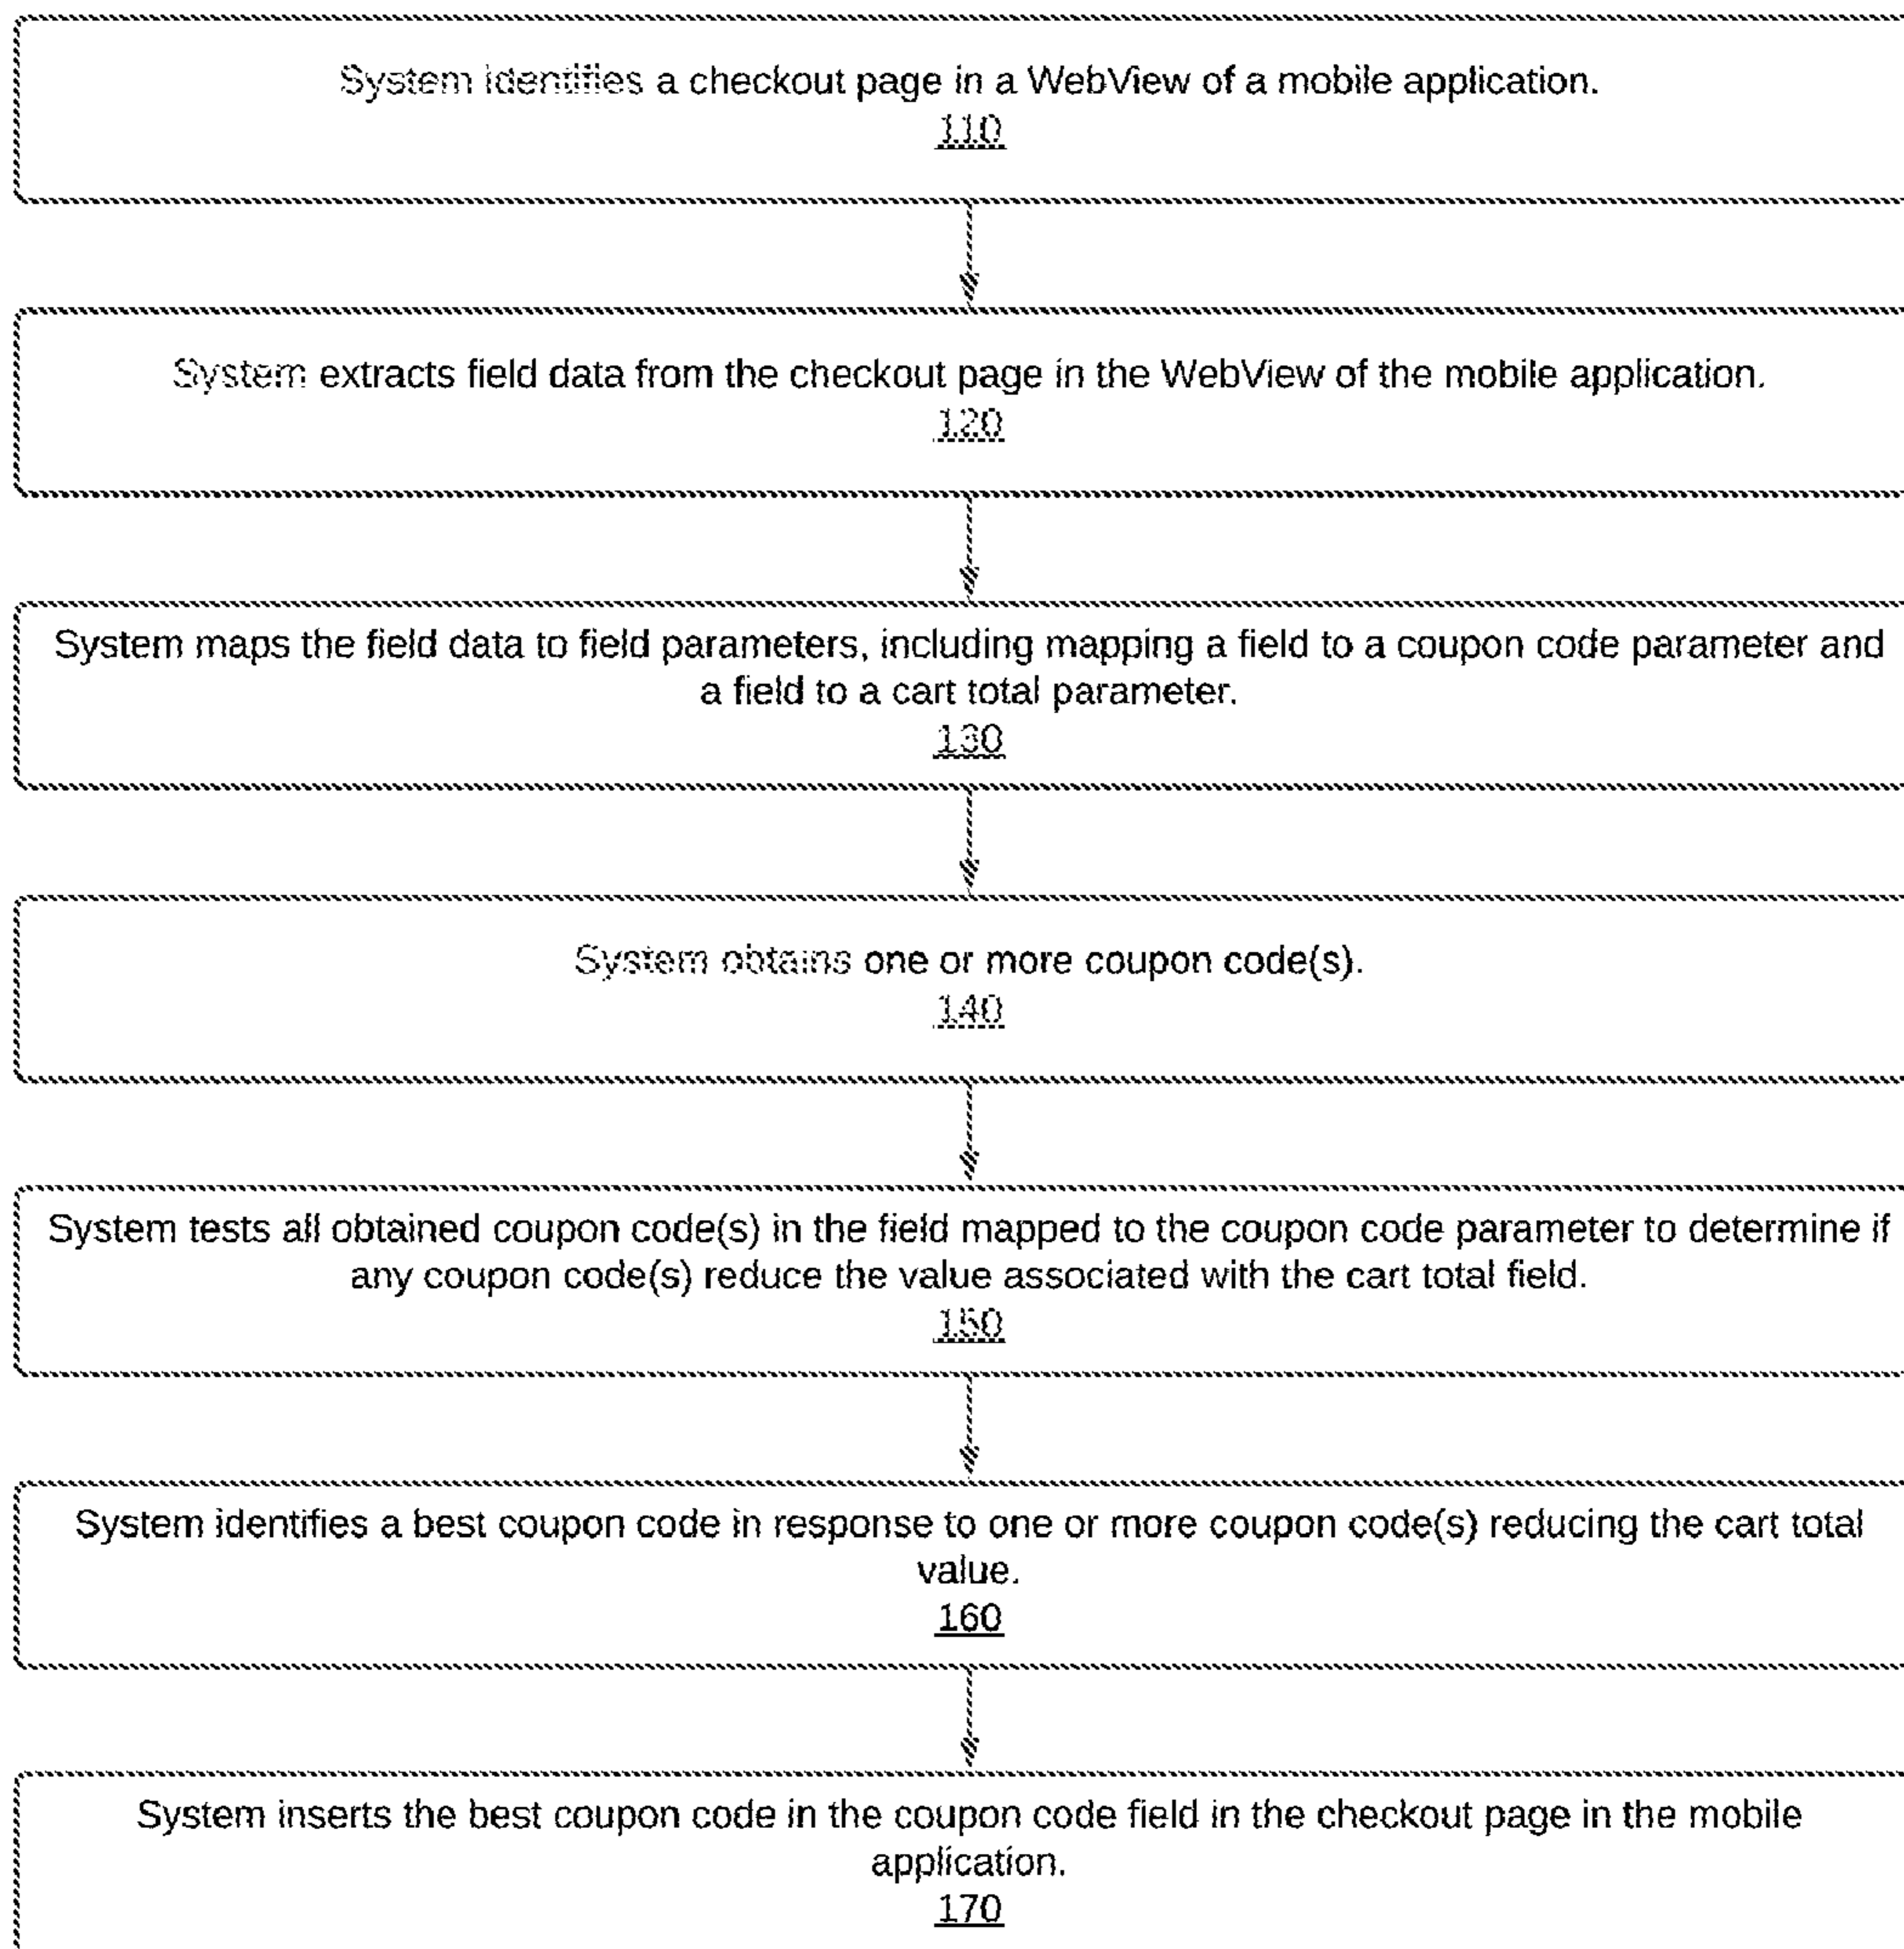 System identifies a checkout page in a WebView of a mobile application.
110
System extracts field data from the checkout page in the WebView of the mobile application.
120
System maps the field data to field parameters, including mapping a field to a coupon code parameter and
a field to a cart total parameter.
130
System obtains one or more coupon code(s).
140
System tests all obtained coupon code(s) in the field mapped to the coupon code parameter to determine if
any coupon code(s) reduce the value associated with the cart total field.
150
System identifies a best coupon code in response to one or more coupon code(s) reducing the cart total
value.
160
System inserts the best coupon code in the coupon code field in the checkout page in the mobile
application.
170